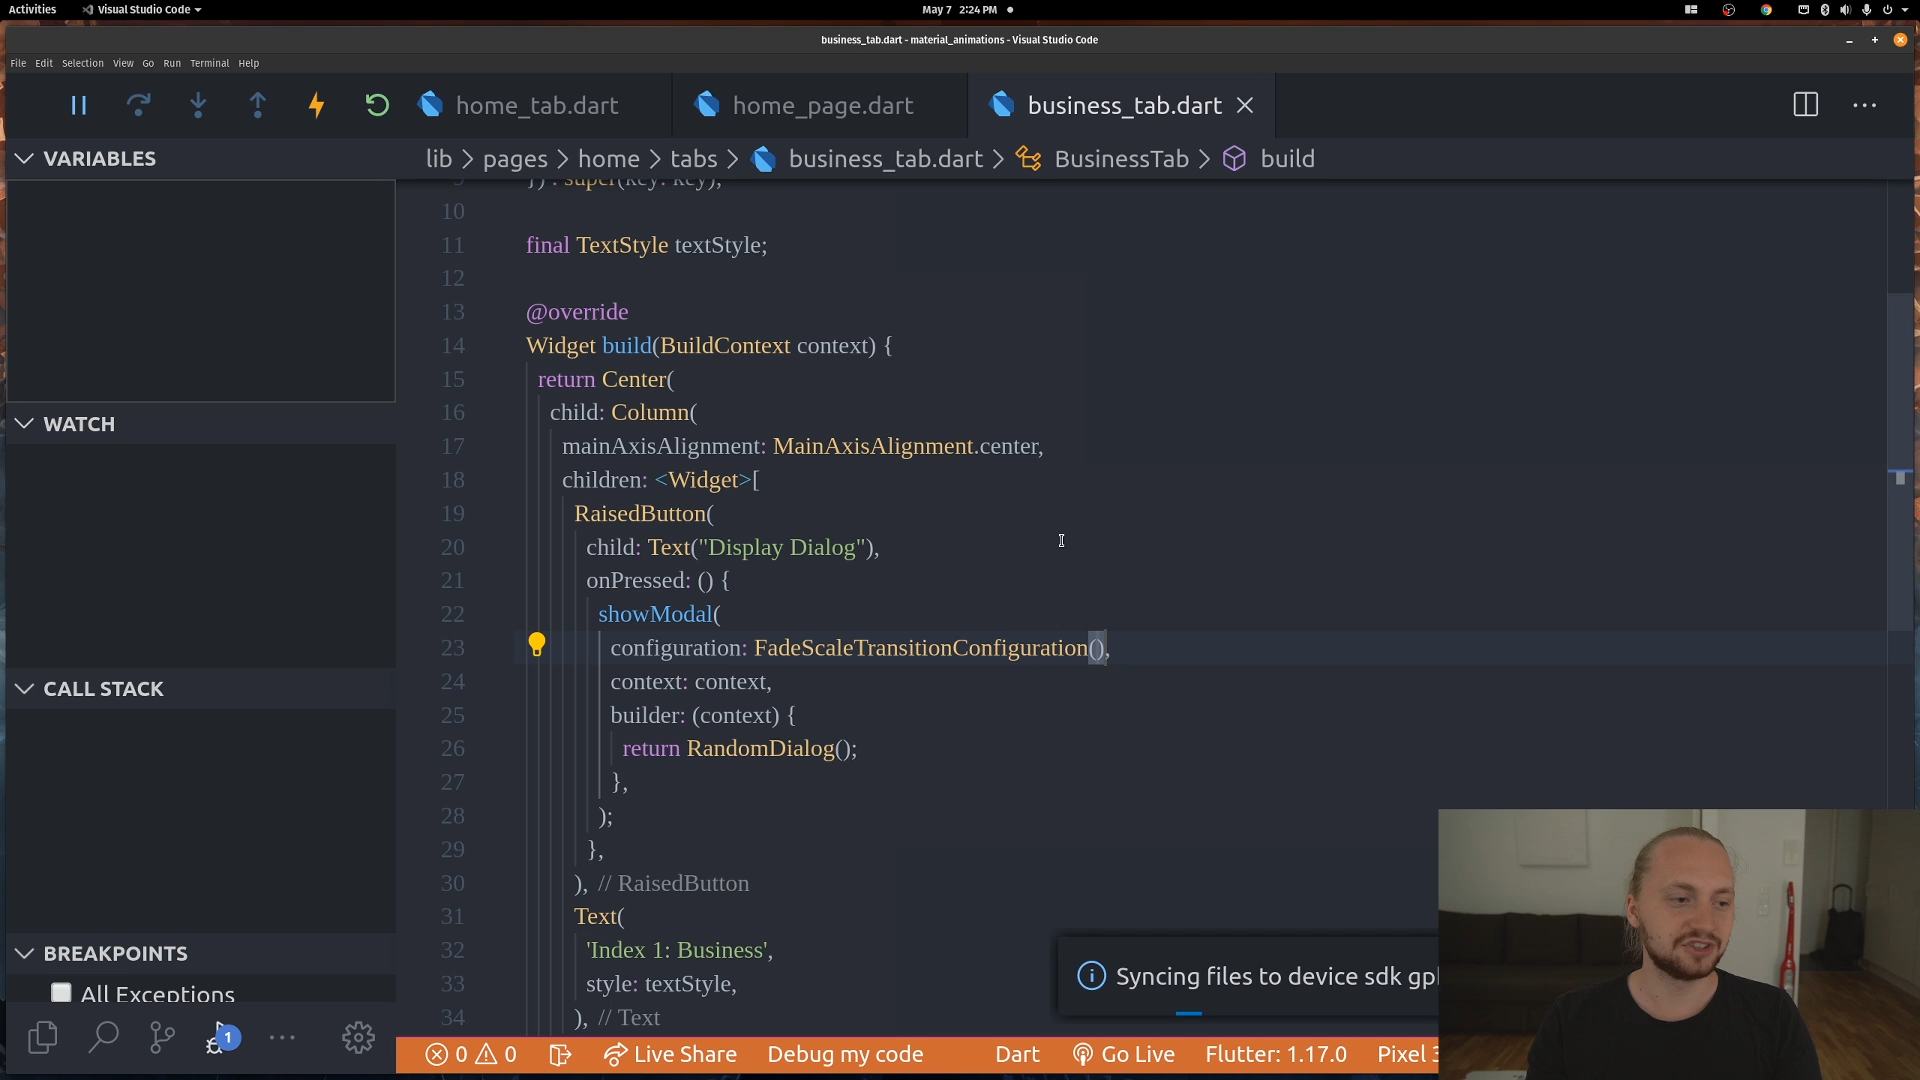 Activities
Visual Studio Code
May 7 2:24 PM
business_tab.dart - material_animations - Visual Studio Code
File Edit Selection View Go Run Terminal Help
home_tab.dart
home_page.dart
business_tab.dart
VARIABLES
lib > pages > home > tabs > business_tab.dart > BusinessTab > build
9 }) : super(key: key);
10
11 final TextStyle textStyle;
12
13 @override
14 Widget build(BuildContext context) {
15 return Center(
16 child: Column(
17 mainAxisAlignment: MainAxisAlignment.center,
18 children: <Widget>[
19 RaisedButton(
20 child: Text("Display Dialog"),
21 onPressed: () {
22 showModal(
23 configuration: FadeScaleTransitionConfiguration(),
24 context: context,
25 builder: (context) {
26 return RandomDialog();
27 },
28 );
29 },
30 ), // RaisedButton
31 Text(
32 'Index 1: Business',
33 style: textStyle,
34 ), // Text
WATCH
CALL STACK
BREAKPOINTS
All Exceptions
Syncing files to device sdk
1
0 0 Live Share Debug my code Dart Go Live Flutter: 1.17.0 Pixel